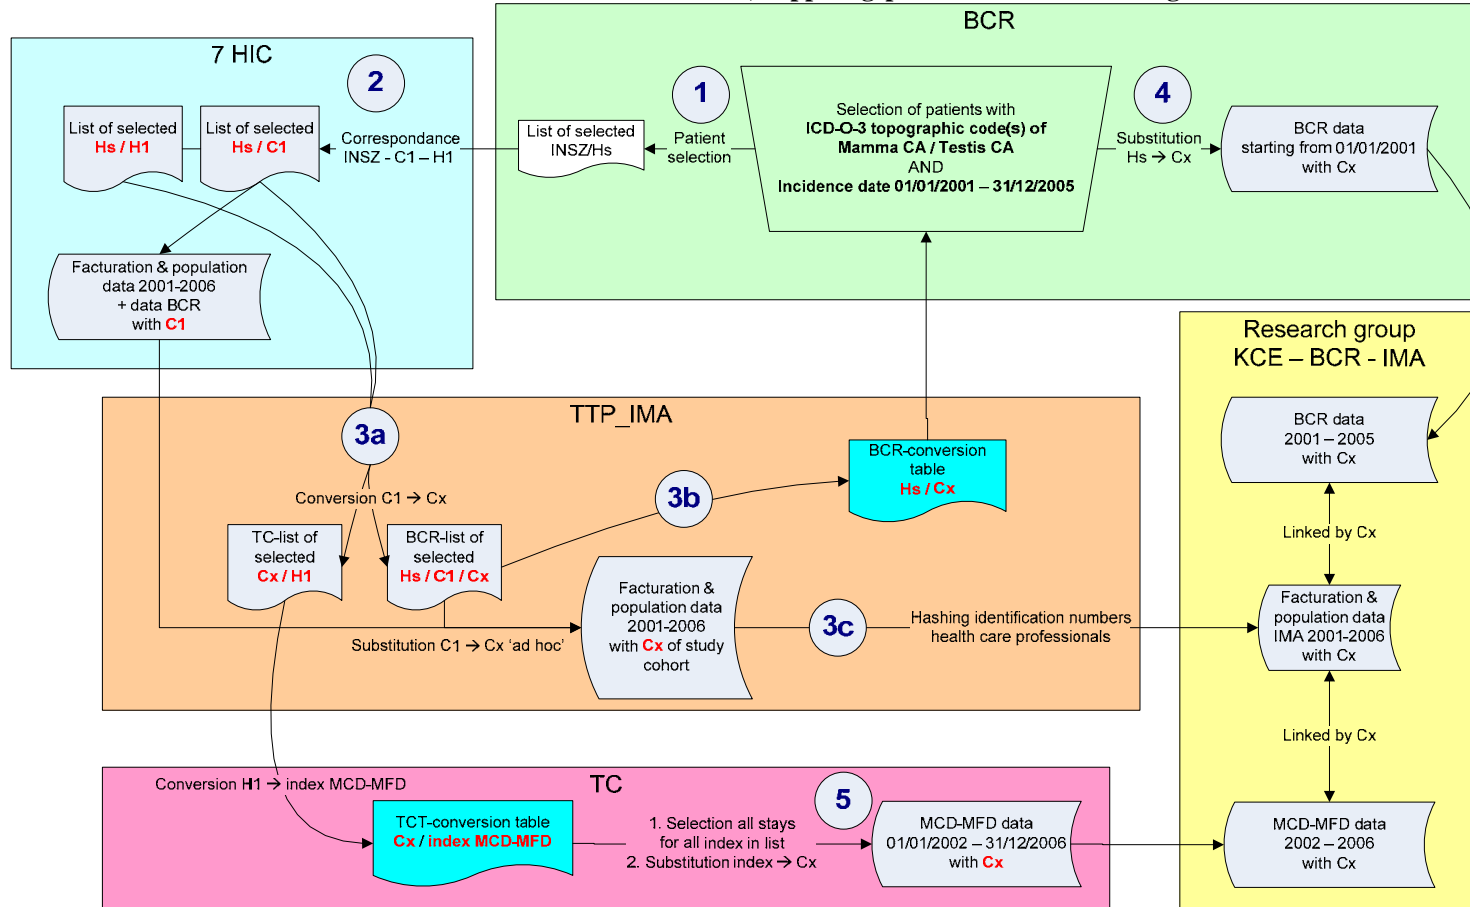 BCR
7 HIC
2
1
4
List of selected
Hs / H1
List of selected
Hs / C1
Correspondance
INSZ - C1 – H1
List of selected
INSZ/Hs
Patient
selection
Selection of patients with
ICD-O-3 topographic code(s) of
Mamma CA / Testis CA
AND
Incidence date 01/01/2001 – 31/12/2005
Substitution
Hs → Cx
BCR data
starting from 01/01/2001
with Cx
Facturation & population
data 2001-2006
+ data BCR
with C1
Research group
KCE – BCR - IMA
TTP_IMA
3a
BCR data
2001 – 2005
with Cx
BCR-conversion
table
Hs / Cx
Conversion C1 → Cx
3b
TC-list of
selected
Cx / H1
BCR-list of
selected
Hs / C1 / Cx
Linked by Cx
Facturation &
population data
2001-2006
with Cx of study
cohort
3c
Hashing identification numbers
health care professionals
Facturation &
population data
IMA 2001-2006
with Cx
Substitution C1 → Cx ‘ad hoc’
Linked by Cx
Conversion H1 → index MCD-MFD
TC
5
TCT-conversion table
Cx / index MCD-MFD
1. Selection all stays
for all index in list
2. Substitution index → Cx
MCD-MFD data
01/01/2002 – 31/12/2006
with Cx
MCD-MFD data
2002 – 2006
with Cx